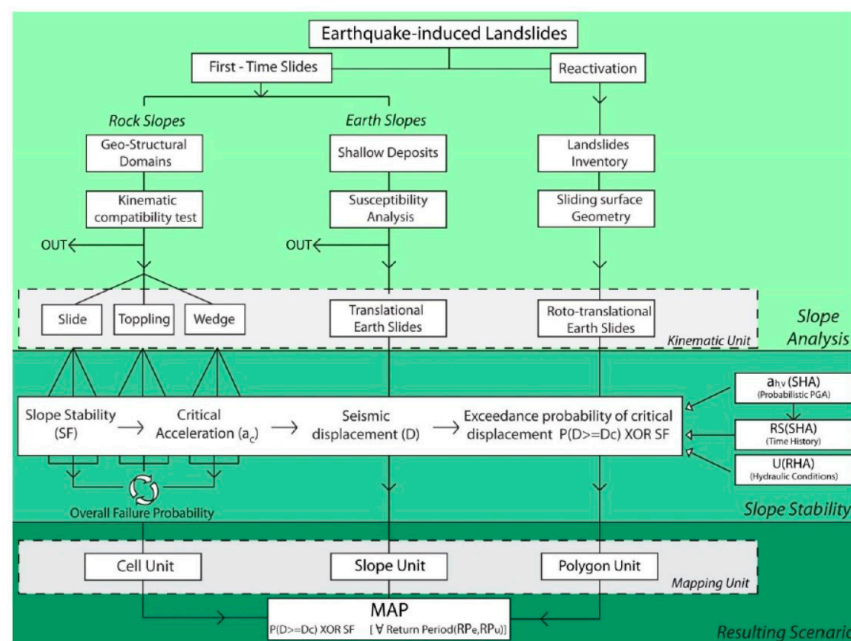 Earthquake-induced Landslides
First - Time Slides
Reactivation
Rock Slopes
Earth Slopes
Geo-Structural
Domains
Shallow Deposits
Landslides
Inventory
Kinematic
compatibility test
Susceptibility
Analysis
Sliding surface
Geometry
OUT
OUT
Slide
Toppling
Wedge
Translational
Earth Slides
Roto-translational
Earth Slides
Kinematic Unit
Slope
Analysis
Slope Stability
(SF)
Critical
Acceleration (ac)
Seismic
displacement (D)
Exceedance probability of critical
displacement P(D>=Dc) XOR SF
ah,v(SHA)
(Probabilistic PGA)
RS(SHA)
(Time History)
U(RHA)
(Hydraulic Conditions)
Overall Failure Probability
Slope Stability
Cell Unit
Slope Unit
Polygon Unit
Mapping Unit
MAP
P(D>=Dc) XOR SF [ ∀ Return Period(RPe,RPu)]
Resulting Scenario